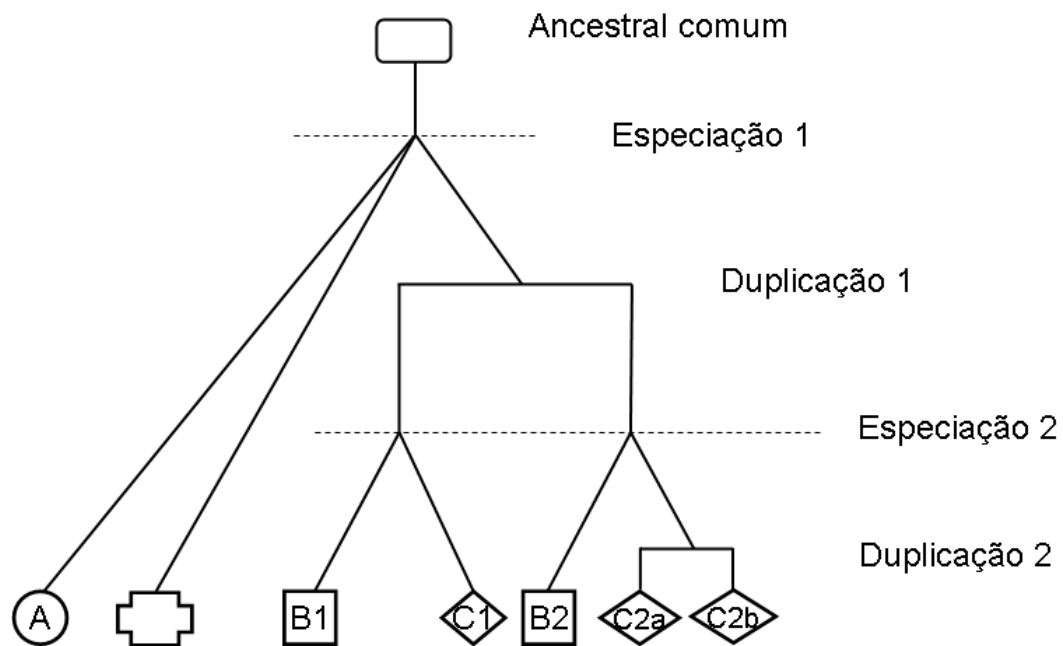 Ancestral comum
Especiação 1
Duplicação 1
Especiação 2
Duplicação 2
A
B1
C1
B2
C2a
C2b